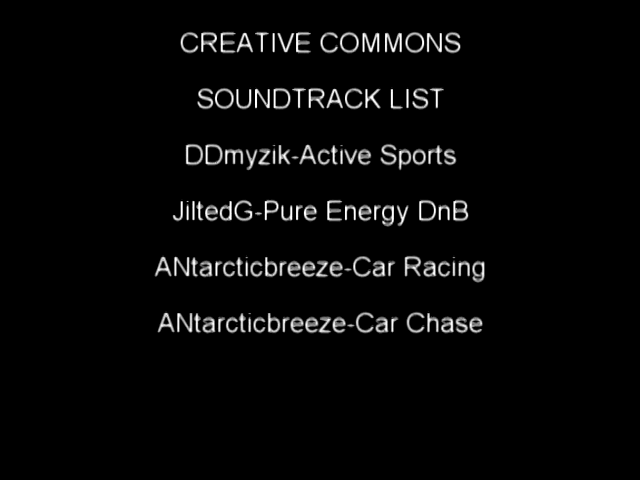 CREATIVE COMMONS
SOUNDTRACK LIST
DDmyzik-Active Sports
JiltedG-Pure Energy DnB
ANtarcticbreeze-Car Racing
ANtarcticbreeze-Car Chase